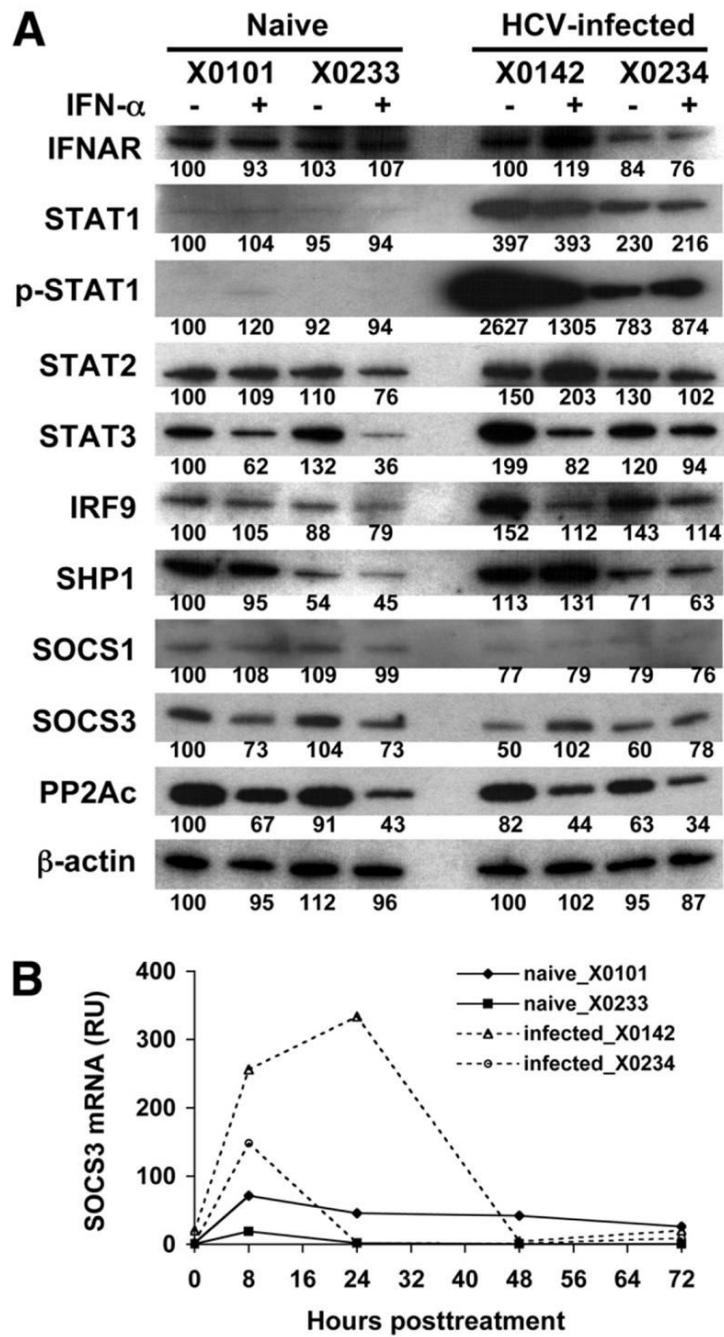 A
Naive HCV-infected
X0101 X0233 X0142 X0234
IFN-α - + - + - + - +
IFNAR
100 93 103 107 100 119 84 76
STAT1
100 104 95 94 397 393 230 216
p-STAT1
100 120 92 94 2627 1305 783 874
STAT2
100 109 110 76 150 203 130 102
STAT3
100 62 132 36 199 82 120 94
IRF9
100 105 88 79 152 112 143 114
SHP1
100 95 54 45 113 131 71 63
SOCS1
100 108 109 99 77 79 79 76
SOCS3
100 73 104 73 50 102 60 78
PP2Ac
100 67 91 43 82 44 63 34
β-actin
100 95 112 96 100 102 95 87
B
SOCS3 mRNA (RU)
400
300
200
100
0
naive_X0101
naive_X0233
infected_X0142
infected_X0234
0 8 16 24 32 40 48 56 64 72
Hours posttreatment